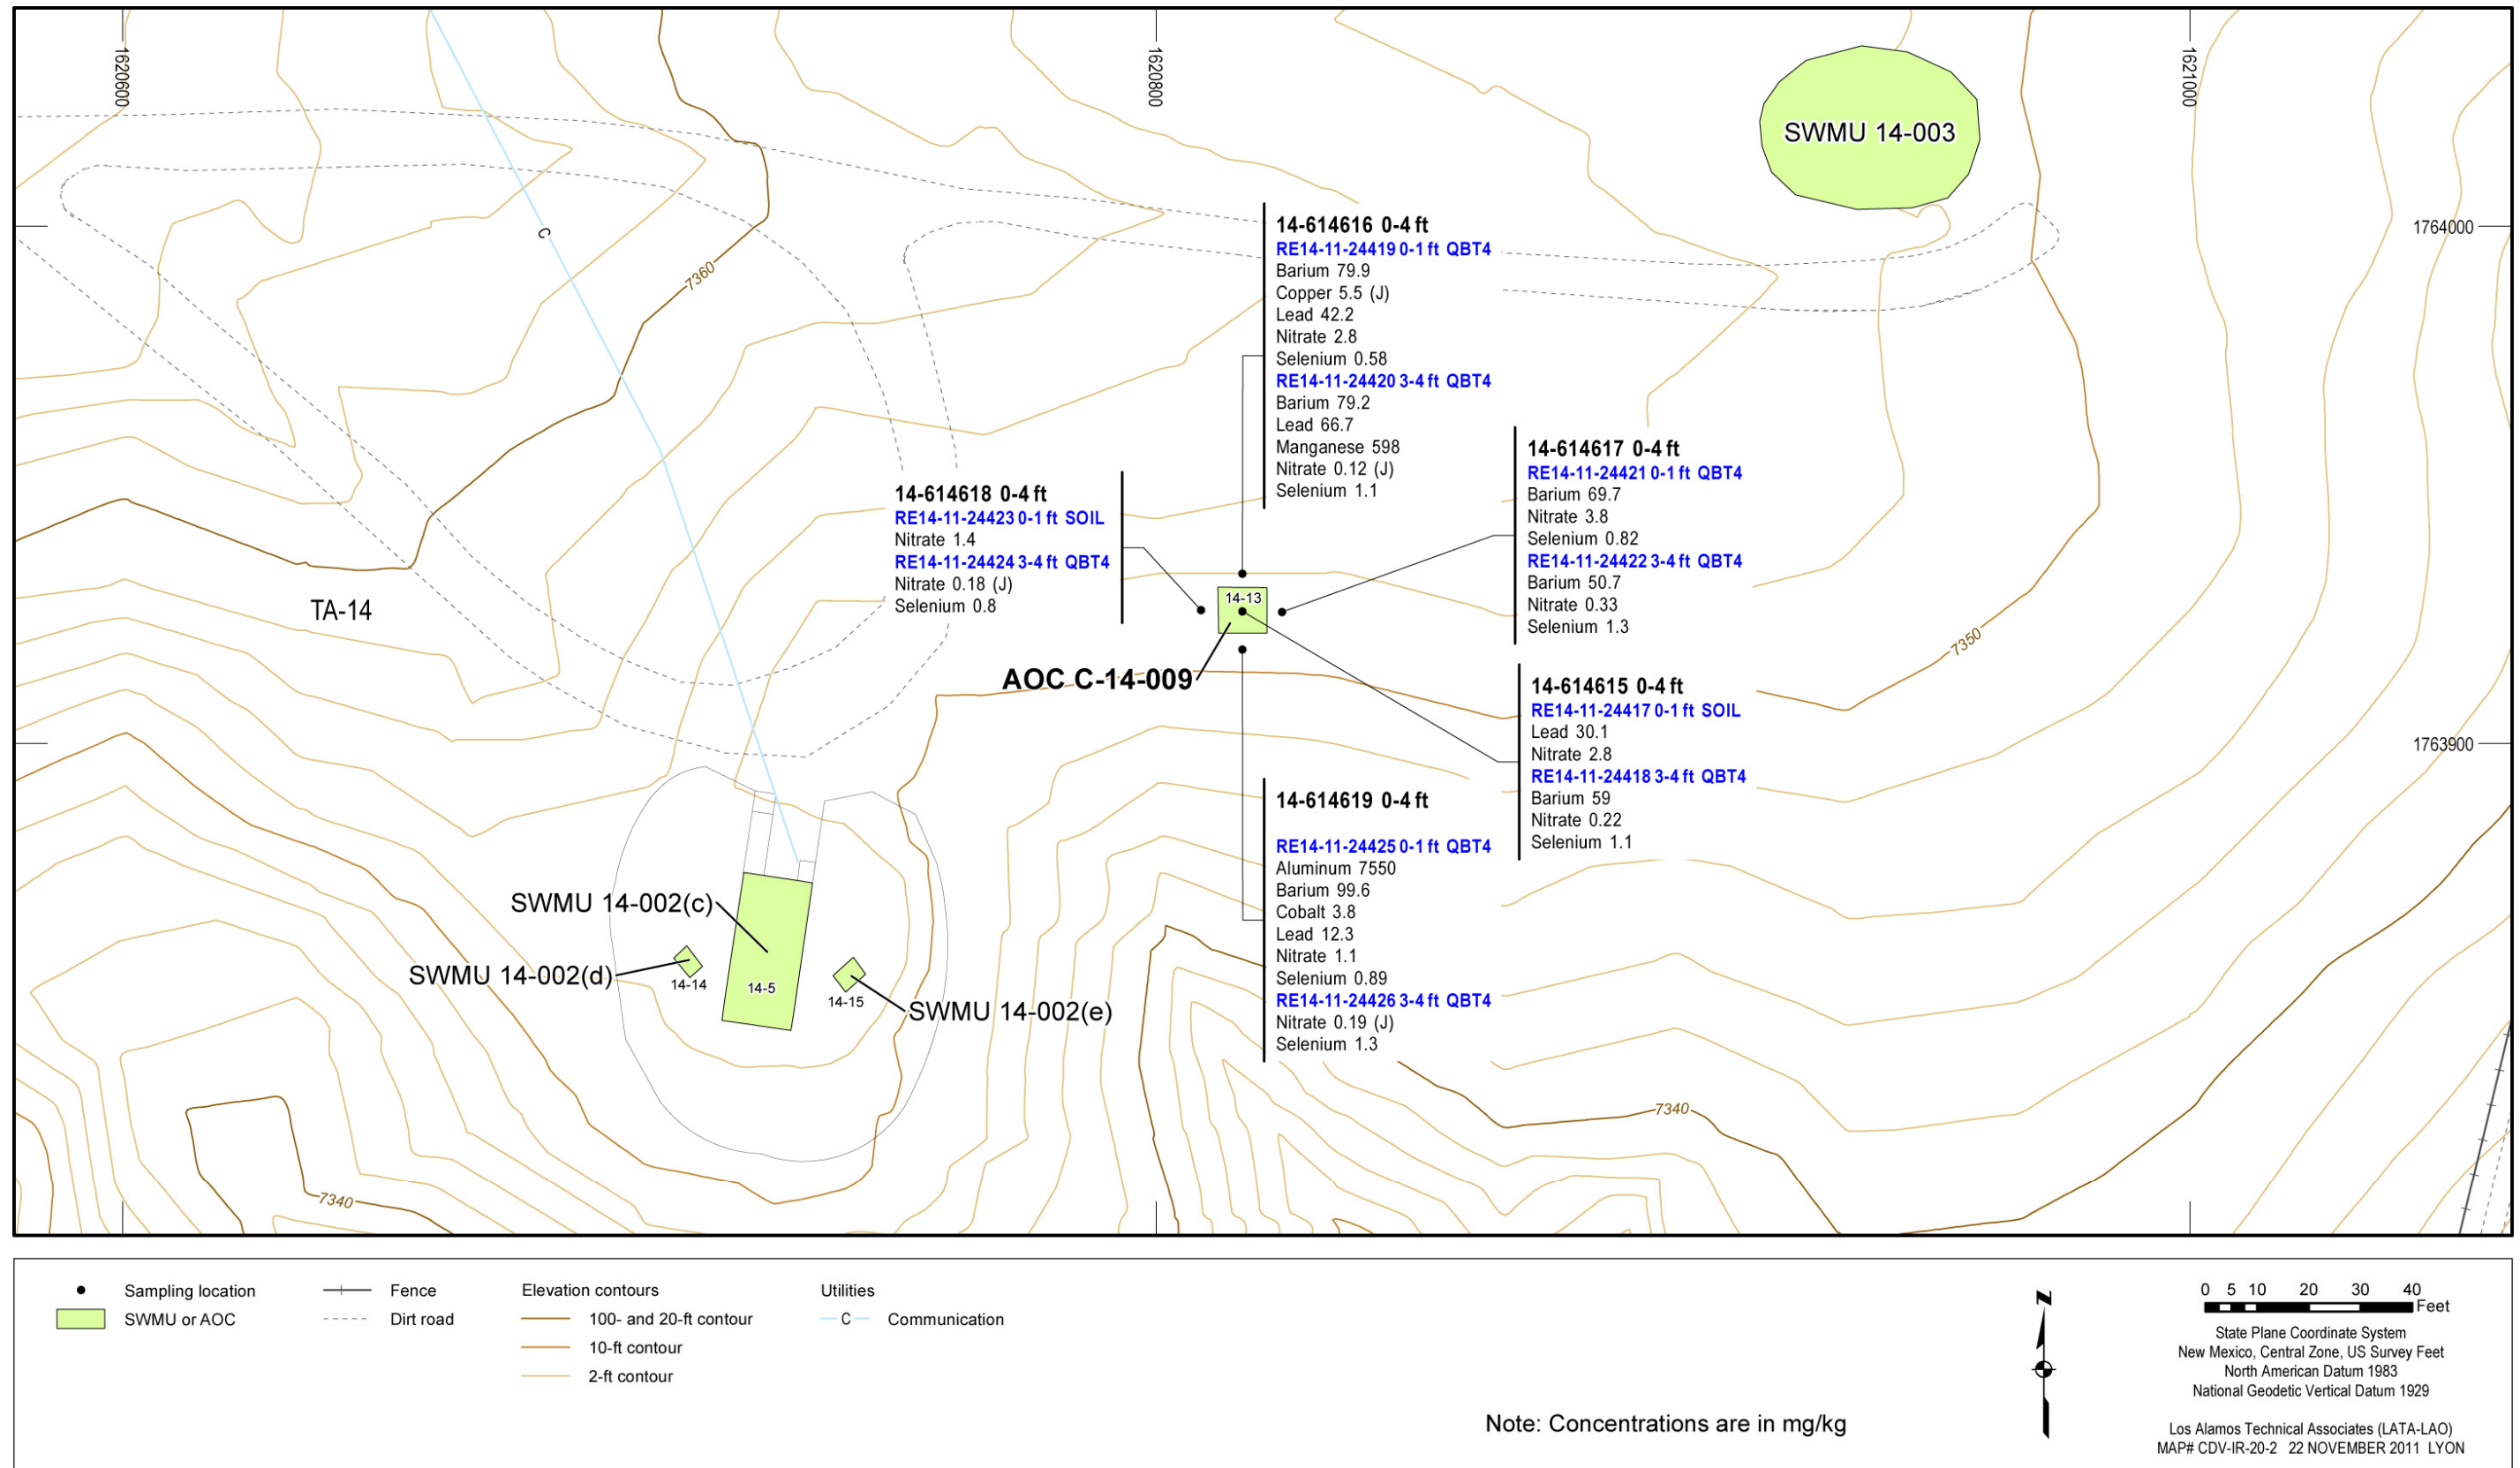 1620600
1620800
1621000
SWMU 14-003
1764000
C
7360
14-614616 0-4 ft
RE14-11-24419 0-1 ft QBT4
Barium 79.9
Copper 5.5 (J)
Lead 42.2
Nitrate 2.8
Selenium 0.58
RE14-11-24420 3-4 ft QBT4
Barium 79.2
Lead 66.7
Manganese 598
Nitrate 0.12 (J)
Selenium 1.1
14-614617 0-4 ft
RE14-11-24421 0-1 ft QBT4
Barium 69.7
Nitrate 3.8
Selenium 0.82
RE14-11-24422 3-4 ft QBT4
Barium 50.7
Nitrate 0.33
Selenium 1.3
14-614618 0-4 ft
RE14-11-24423 0-1 ft SOIL
Nitrate 1.4
RE14-11-24424 3-4 ft QBT4
Nitrate 0.18 (J)
Selenium 0.8
TA-14
14-13
7350
AOC C-14-009
14-614615 0-4 ft
RE14-11-24417 0-1 ft SOIL
Lead 30.1
Nitrate 2.8
RE14-11-24418 3-4 ft QBT4
Barium 59
Nitrate 0.22
Selenium 1.1
1763900
14-614619 0-4 ft
RE14-11-24425 0-1 ft QBT4
Aluminum 7550
Barium 99.6
Cobalt 3.8
Lead 12.3
Nitrate 1.1
Selenium 0.89
RE14-11-24426 3-4 ft QBT4
Nitrate 0.19 (J)
Selenium 1.3
SWMU 14-002(c)
SWMU 14-002(d)
14-14
14-5
14-15
SWMU 14-002(e)
7340
7340
Sampling location
SWMU or AOC
Fence
Dirt road
Elevation contours
100- and 20-ft contour
10-ft contour
2-ft contour
Utilities
C Communication
Note: Concentrations are in mg/kg
N
0 5 10 20 30 40
Feet
State Plane Coordinate System
New Mexico, Central Zone, US Survey Feet
North American Datum 1983
National Geodetic Vertical Datum 1929
Los Alamos Technical Associates (LATA-LAO)
MAP# CDV-IR-20-2 22 NOVEMBER 2011 LYON